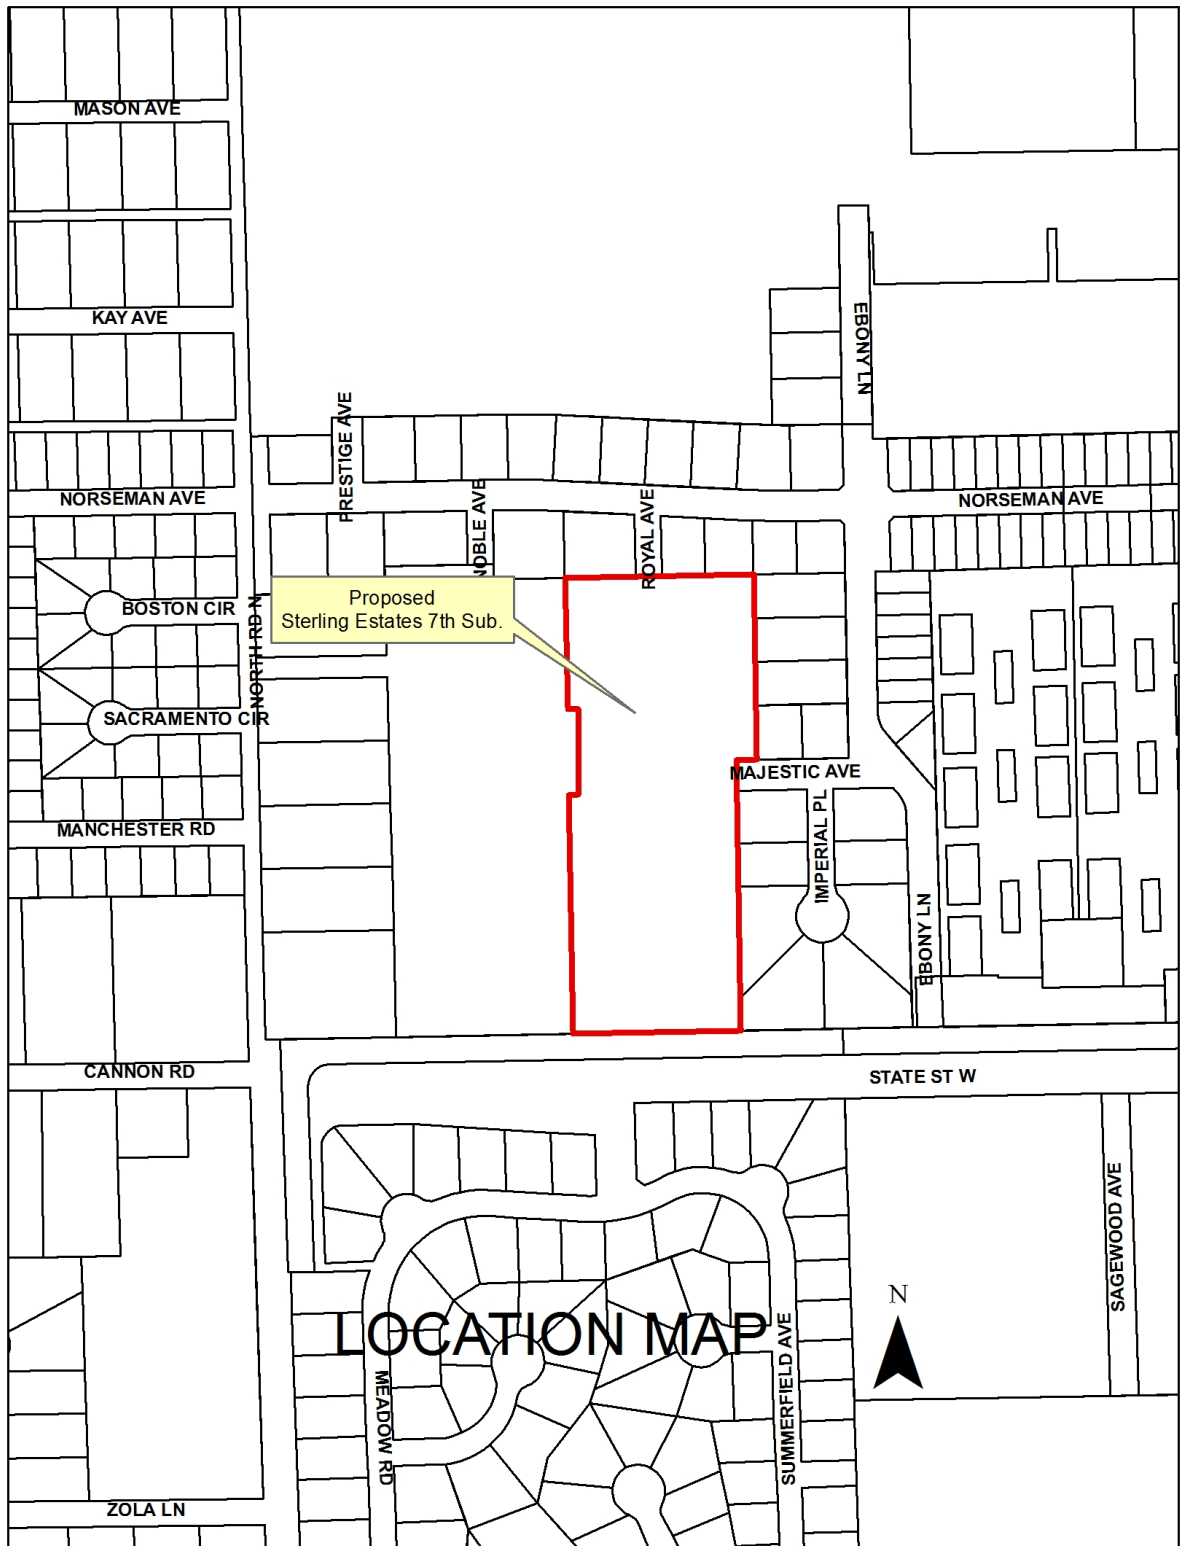 MASON AVE
KAY AVE
EBONY LN
PRESTIGE AVE
NORSEMAN AVE
NOBLE AVE
ROYAL AVE
NORSEMAN AVE
Proposed
Sterling Estates 7th Sub.
BOSTON CIR
NORTH RD N
SACRAMENTO CIR
MAJESTIC AVE
IMPERIAL PL
MANCHESTER RD
EBONY LN
CANNON RD
STATE ST W
SAGEWOOD AVE
N
LOCATION MAP
SUMMERFIELD AVE
MEADOW RD
ZOLA LN